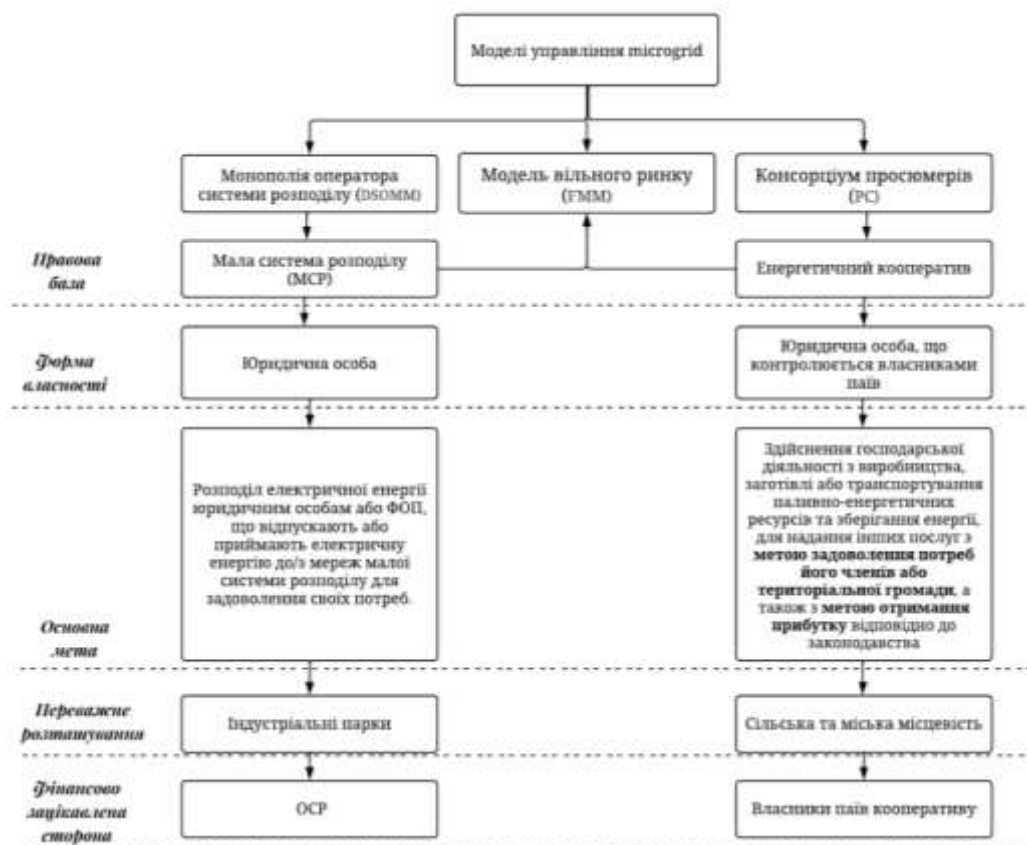 Моделі управління microgrid
Монополія оператора
системи розподілу (DSOMM)
Модель вільного ринку
(FMM)
Консорціум просюмерів
(PC)
Правова
база
Мала система розподілу
(МСР)
Енергетичний кооператив
Форма
власності
Юридична особа
Юридична особа, що
контролюється власниками
паїв
Основна
мета
Розподіл електричної енергії
юридичним особам або ФОП,
що відпускають або
приймають електричну
енергію до/з мереж малої
системи розподілу для
задоволення своїх потреб.
Здійснення господарської
діяльності з виробництва,
заготівлі або транспортування
паливно-енергетичних
ресурсів та зберігання енергії,
для надання інших послуг з
метою задоволення потреб
його членів або
територіальної громади, а
також з метою отримання
прибутку відповідно до
законодавства
Переважне
розташування
Індустріальні парки
Сільська та міська місцевість
Фінансово
зацікавлена
сторона
ОСР
Власники паїв кооперативу